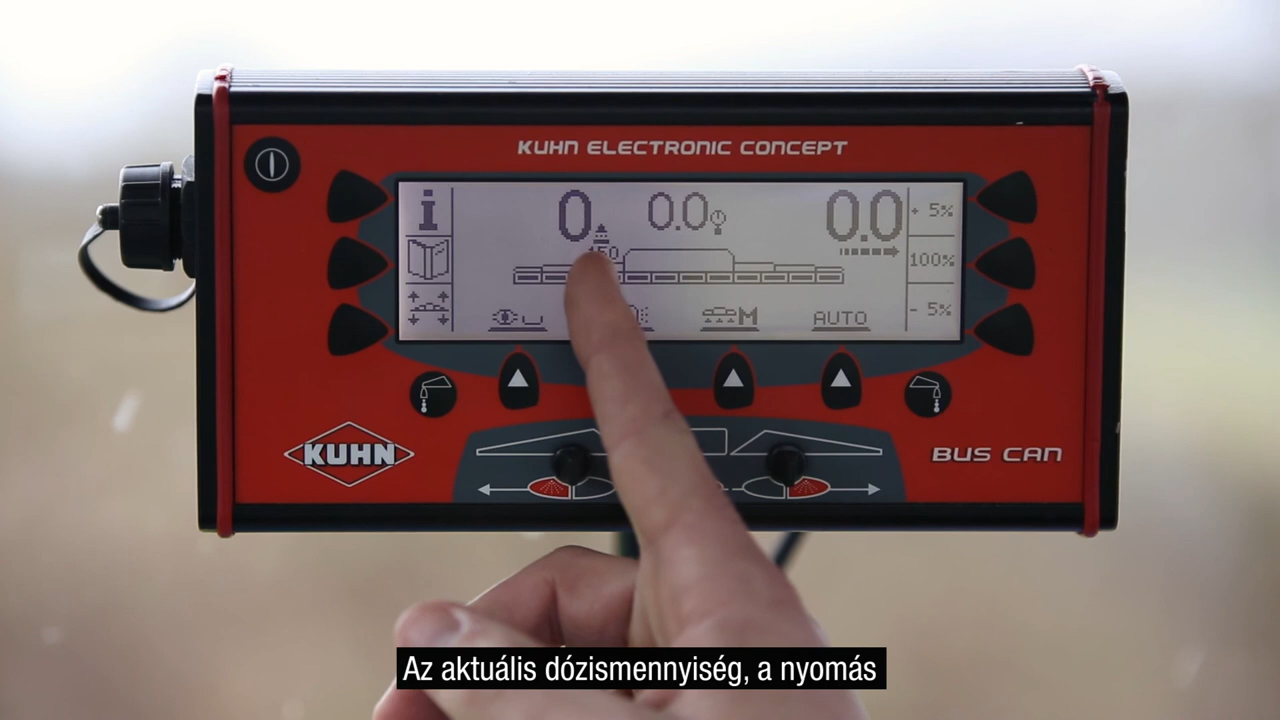 KUHN ELECTRONIC CONCEPT
i 0 0.0 0.0 + 5%
50 100%
M AUTO - 5%
KUHN
BUS CAN
Az aktuális dózismennyiség, a nyomás